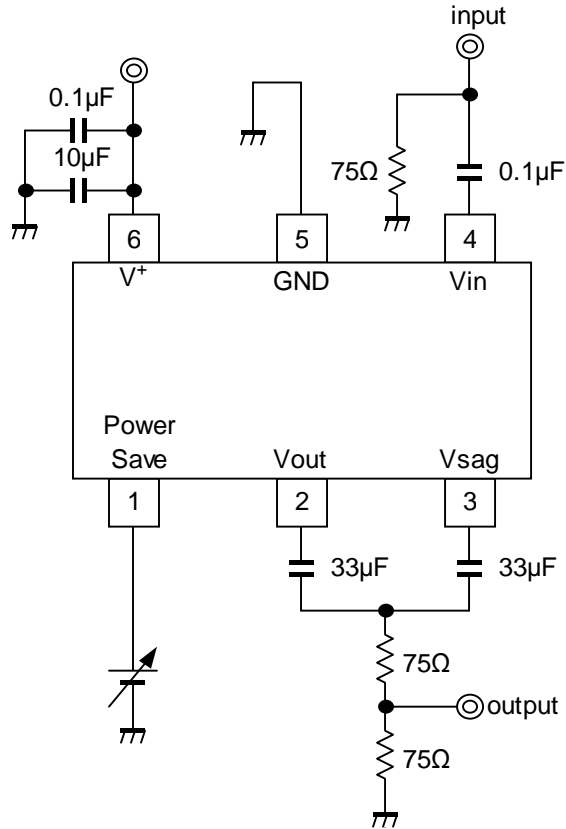 input
0.1µF
10µF
75Ω
0.1µF
6
5
4
V+
GND
Vin
Power
Save
Vout
Vsag
1
2
3
33µF
33µF
75Ω
output
75Ω